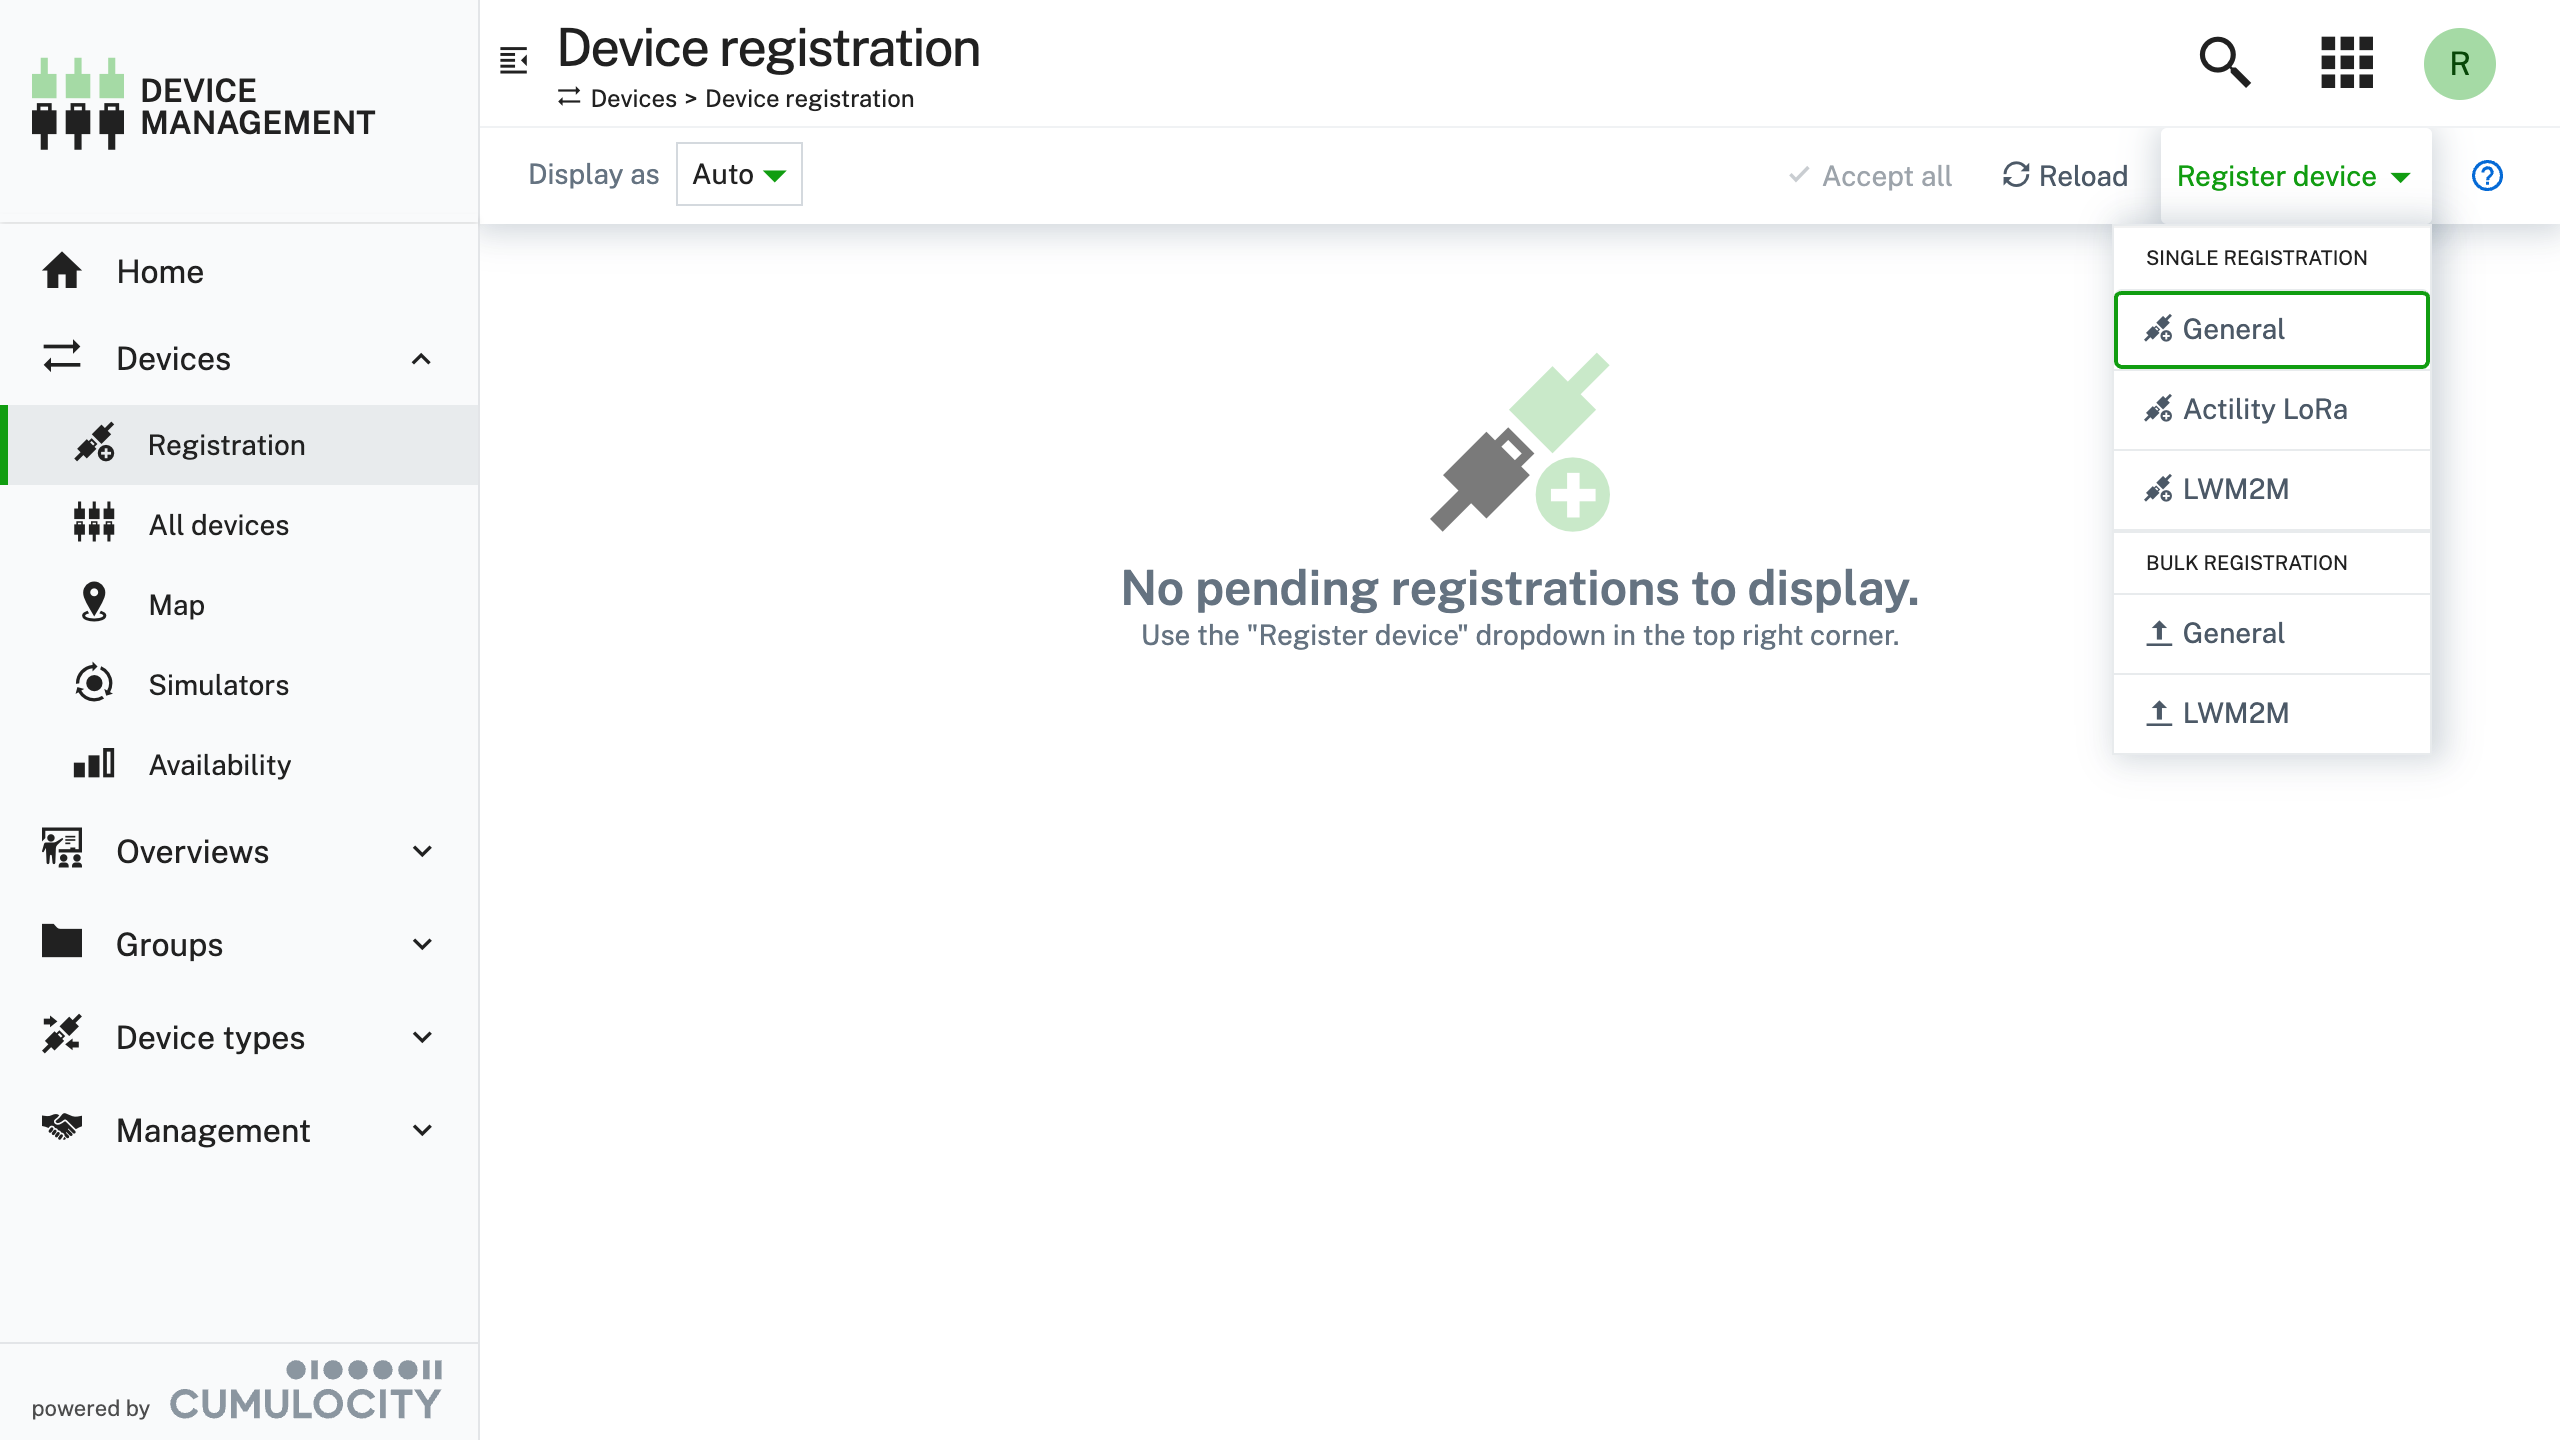 DEVICE
MANAGEMENT
Home
Devices
Registration
All devices
Map
Simulators
Availability
Overviews
Groups
Device types
Management
powered by
CUMULOCITY
Device registration
Devices > Device registration
R
Display as
Auto
Accept all
Reload
Register device
SINGLE REGISTRATION
General
Actility LoRa
LWM2M
BULK REGISTRATION
General
LWM2M
No pending registrations to display.
Use the "Register device" dropdown in the top right corner.